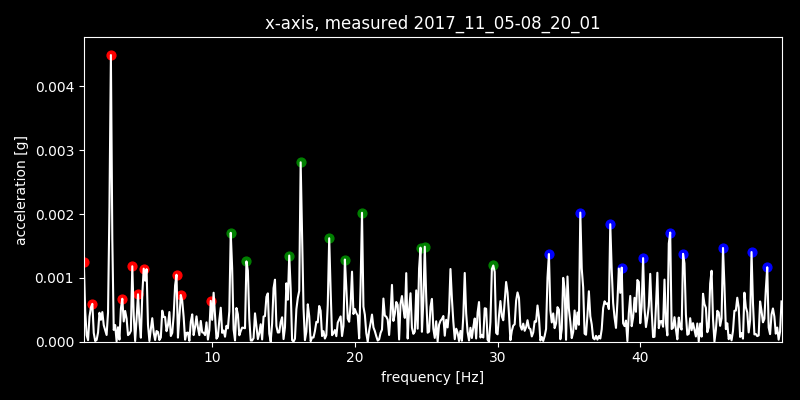 x-axis, measured 2017_11_05-08_20_01
acceleration [g]
0.004
0.003
0.002
0.001
0.000
10 20 30 40
frequency [Hz]